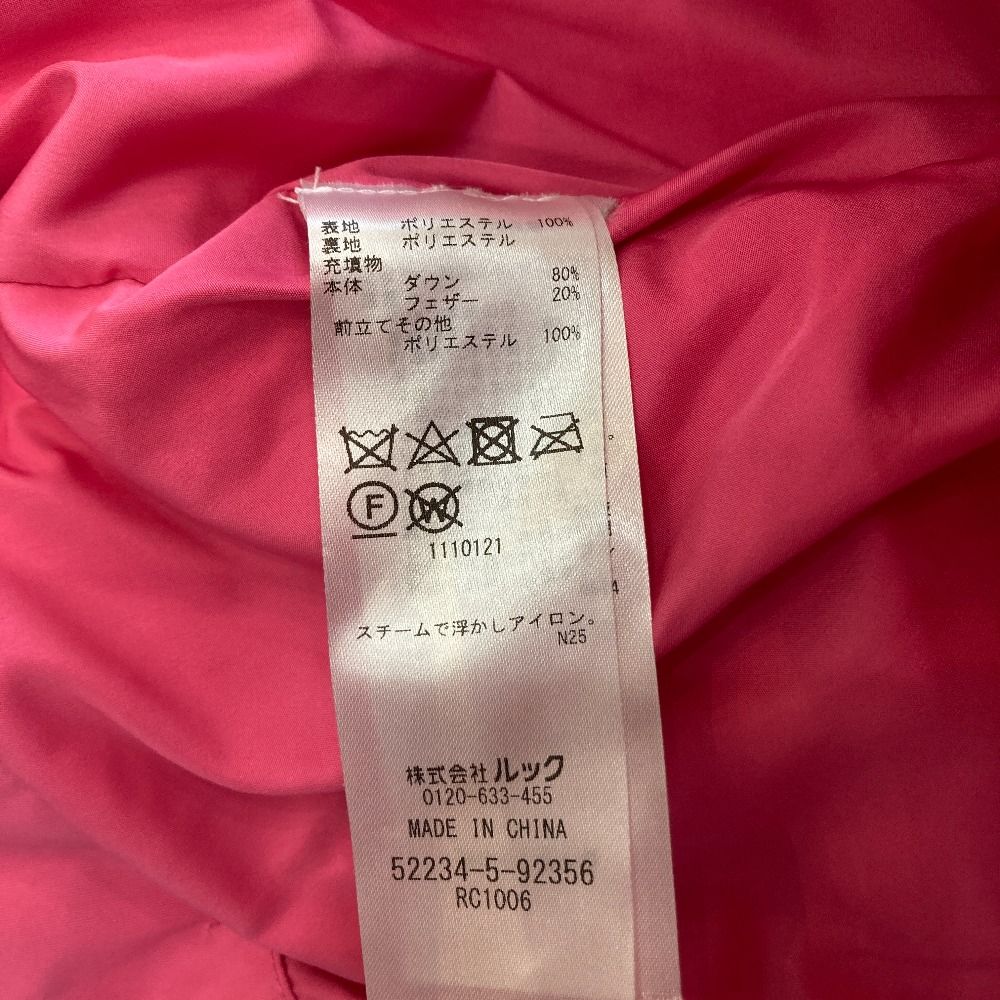 表地 ポリエステル 100%
裏地 ポリエステル
充填物
本体 ダウン 80%
フェザー 20%
前立てその他
ポリエステル 100%
F
W
1110121
スチームで浮かしアイロン。
N25
株式会社 ルック
0120-633-455
MADE IN CHINA
52234-5-92356
RC1006